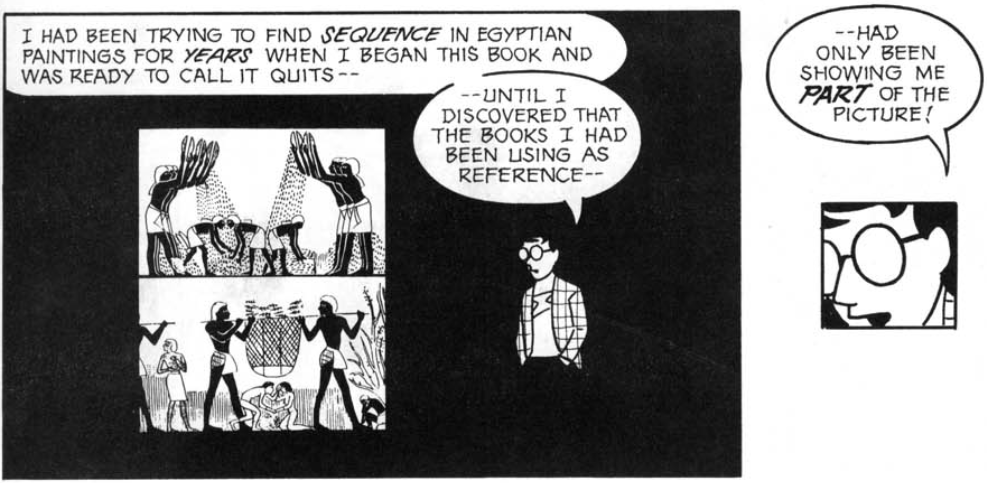 I HAD BEEN TRYING TO FIND SEQUENCE IN EGYPTIAN
PAINTINGS FOR YEARS WHEN I BEGAN THIS BOOK AND
WAS READY TO CALL IT QUITS--
--UNTIL I
DISCOVERED THAT
THE BOOKS I HAD
BEEN USING AS
REFERENCE--
--HAD
ONLY BEEN
SHOWING ME
PART OF THE
PICTURE!